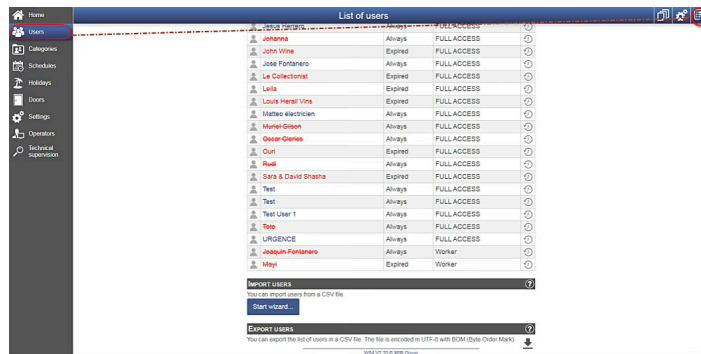 Home
List of users
Users
Categories
Schedules
Holidays
Doors
Settings
Operators
Technical
supervision
Jesus Herrero Always FULL ACCESS
Johanna Always FULL ACCESS
John Wine Expired FULL ACCESS
Jose Fontanero Always FULL ACCESS
Le Collectionist Expired FULL ACCESS
Leila Expired FULL ACCESS
Louis Herail Vins Expired FULL ACCESS
Matteo électricien Always FULL ACCESS
Muriel Gilson Always FULL ACCESS
Oscar Cleries Always FULL ACCESS
Ouri Expired FULL ACCESS
Rudi Always FULL ACCESS
Sara & David Shasha Expired FULL ACCESS
Test Always FULL ACCESS
Test Always FULL ACCESS
Test User 1 Always FULL ACCESS
Toto Always FULL ACCESS
URGENCE Always FULL ACCESS
Joaquin Fontanero Always Worker
Mayi Expired Worker
IMPORT USERS
You can import users from a CSV file.
Start wizard...
EXPORT USERS
You can export the list of users in a CSV file. The file is encoded in UTF-8 with BOM (Byte Order Mark)